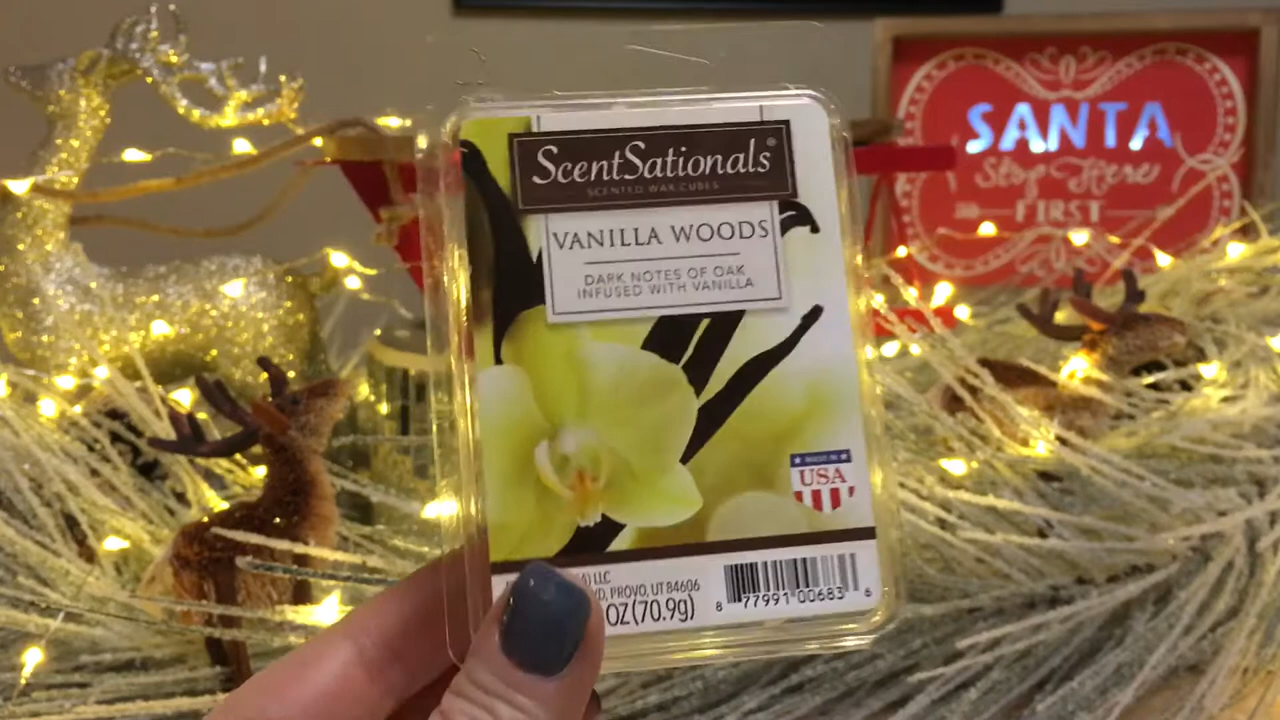 SANTA
Stop Here
FIRST
ScentSationals®
SCENTED WAX CUBES
VANILLA WOODS
DARK NOTES OF OAK
INFUSED WITH VANILLA
MADE IN
USA
LLC
PROVO, UT 84606
OZ (70.9g)
8 77991 00683 6